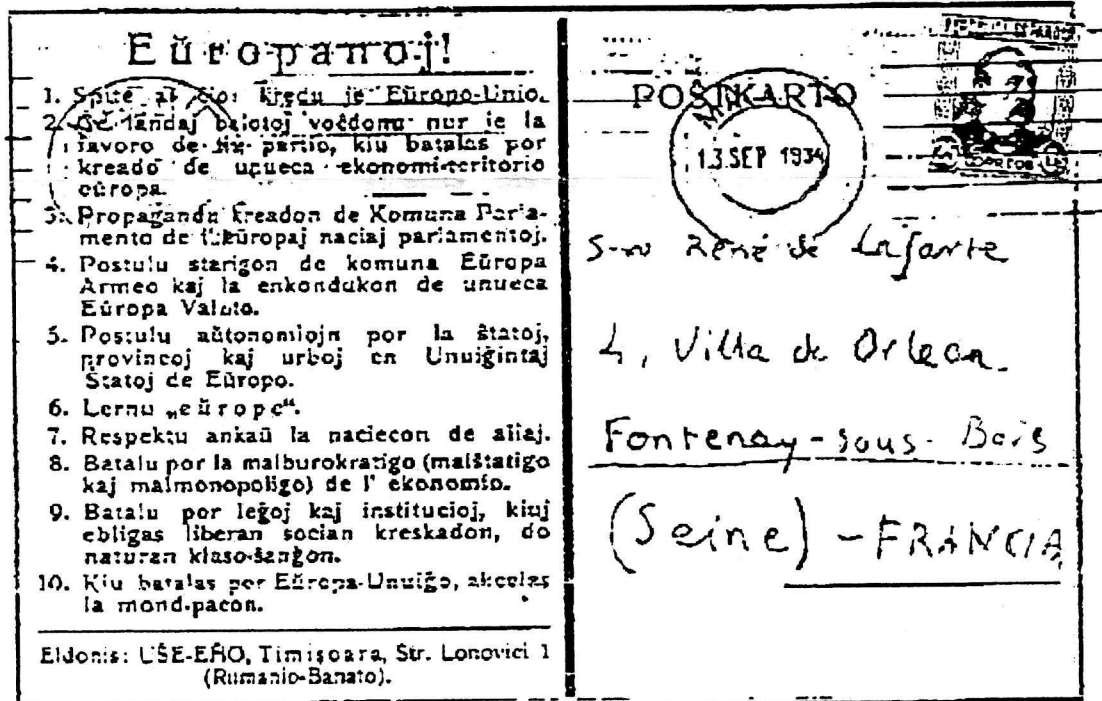 Eŭropanoj!
1. Spite al ĉio: kredu je Eŭropo-Unio.
2. Ĉe landaj balotoj voĉdonu nur je la
favoro de tiu partio, kiu batalas por
kreado de unueca ekonomi-teritorio
eŭropa.
3. Propagandu kreadon de Komuna Parla-
mento de l' eŭropaj naciaj parlamentoj.
4. Postulu starigon de komuna Eŭropa
Armeo kaj la enkondukon de unueca
Eŭropa Valuto.
5. Postulu aŭtonomiojn por la ŝtatoj,
provincoj kaj urboj en Unuiĝintaj
Ŝtatoj de Eŭropo.
6. Lernu „eŭrope“.
7. Respektu ankaŭ la naciecon de aliaj.
8. Batalu por la malburokratigo (malŝtatigo
kaj malmonopoligo) de l' ekonomio.
9. Batalu por leĝoj kaj institucioj, kiuj
ebligas liberan socian kreskadon, do
naturan klaso-ŝanĝon.
10. Kiu batalas por Eŭropa-Unuiĝo, akcelas
la mond-pacon.
Eldonis: UŜE-EĤO, Timişoara, Str. Lonovici 1
(Rumanio-Banato).
POŜTKARTO
13.SEP 1934
CORREOS
S-ro René de Lajarte
4, Villa de Orlean
Fontenay-sous-Bois
(Seine) - FRANCIA